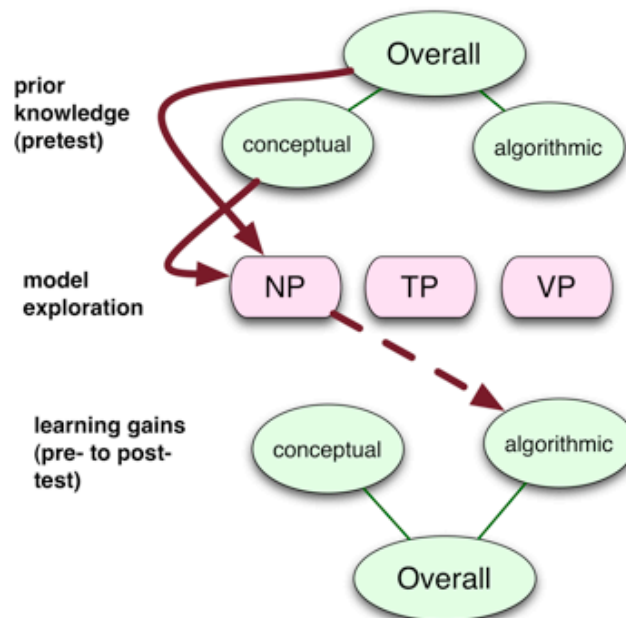 Overall
prior
knowledge
(pretest)
conceptual
algorithmic
model
exploration
NP
TP
VP
learning gains
(pre- to post-
test)
conceptual
algorithmic
Overall